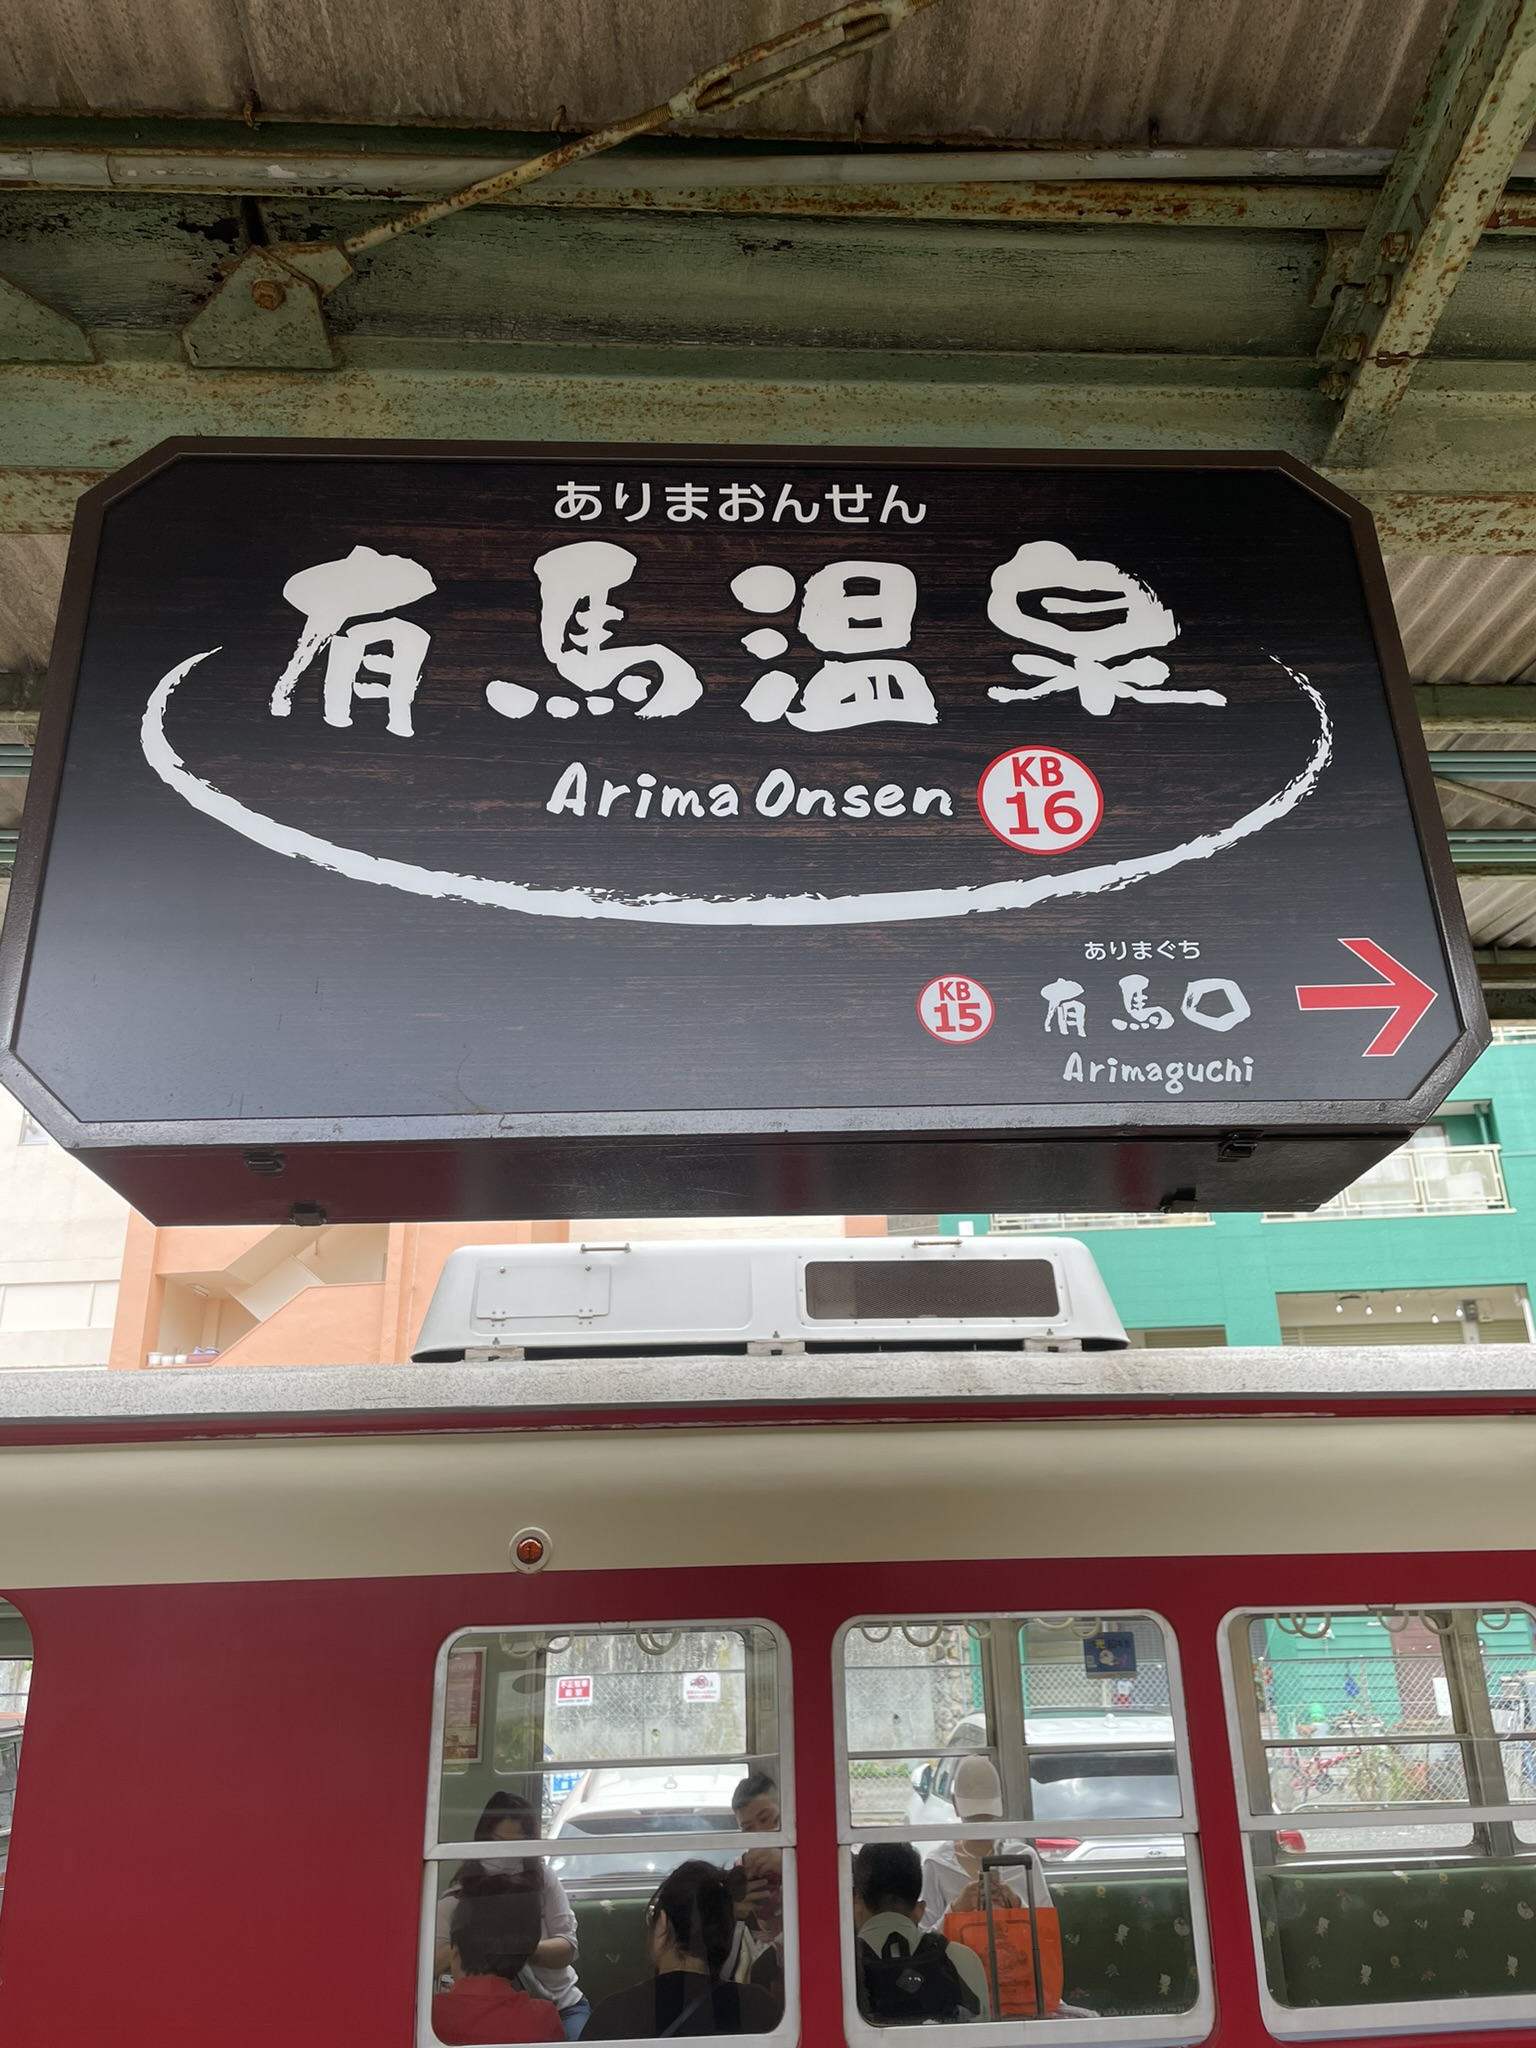 ありまおんせん
有馬温泉
Arima Onsen
KB
16
ありまぐち
KB
15
有馬口
Arimaguchi